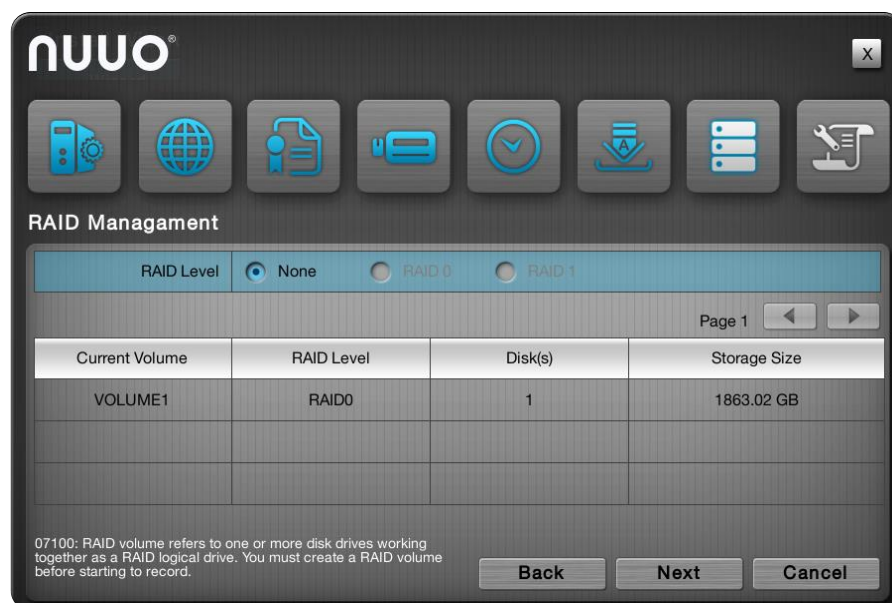 nuuo®
X
A
RAID Managament
RAID Level None RAID 0 RAID 1
Page 1
Current Volume RAID Level Disk(s) Storage Size
VOLUME1 RAID0 1 1863.02 GB
07100: RAID volume refers to one or more disk drives working
together as a RAID logical drive. You must create a RAID volume
before starting to record.
Back Next Cancel